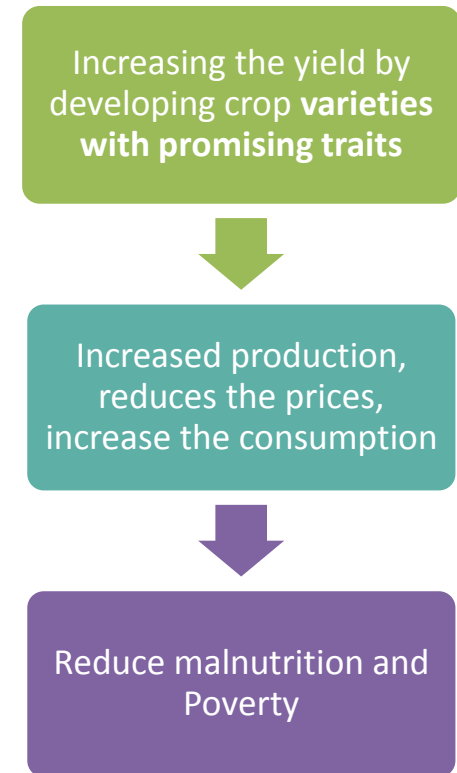 Increasing the yield by
developing crop varieties
with promising traits
Increased production,
reduces the prices,
increase the consumption
Reduce malnutrition and
Poverty